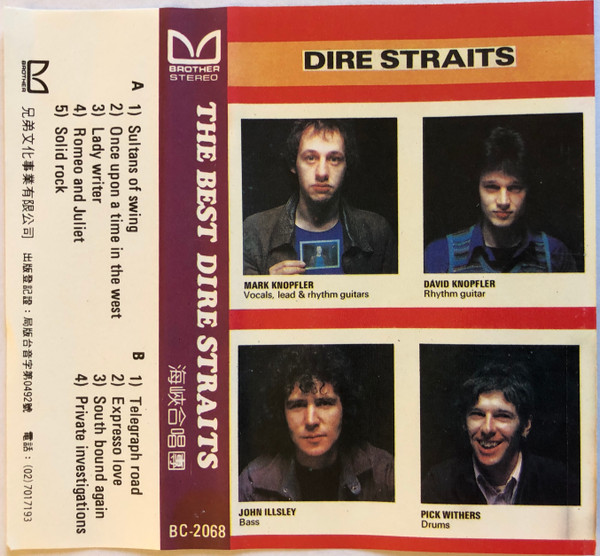 BROTHER
兄弟文化事業有限公司 出版登記證：局版台音字第0492號 電話：(02)7017193
A
1) Sultans of swing
2) Once upon a time in the west
3) Lady writer
4) Romeo and Juliet
5) Solid rock
B
1) Telegraph road
2) Expresso love
3) South bound again
4) Private investigations
BROTHER
STEREO
THE BEST DIRE STRAITS
海峽合唱團
BC-2068
DIRE STRAITS
MARK KNOPFLER
Vocals, lead & rhythm guitars
DAVID KNOPFLER
Rhythm guitar
JOHN ILLSLEY
Bass
PICK WITHERS
Drums